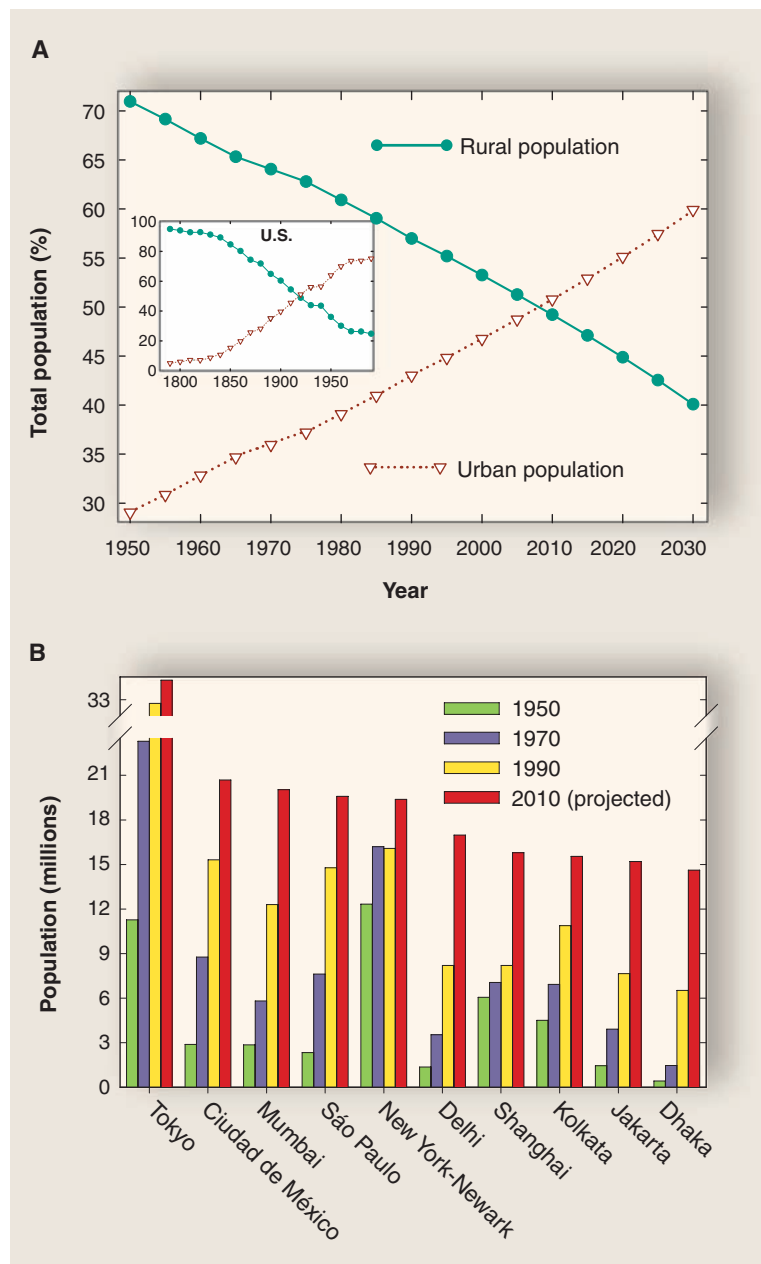 A
Total population (%)
70
65
60
55
50
45
40
35
30
Rural population
U.S.
100
80
60
40
20
0
1800 1850 1900 1950
Urban population
1950 1960 1970 1980 1990 2000 2010 2020 2030
Year
B
Population (millions)
33
21
18
15
12
9
6
3
0
1950
1970
1990
2010 (projected)
Tokyo
Ciudad de México
Mumbai
Sáo Paulo
New York-Newark
Delhi
Shanghai
Kolkata
Jakarta
Dhaka